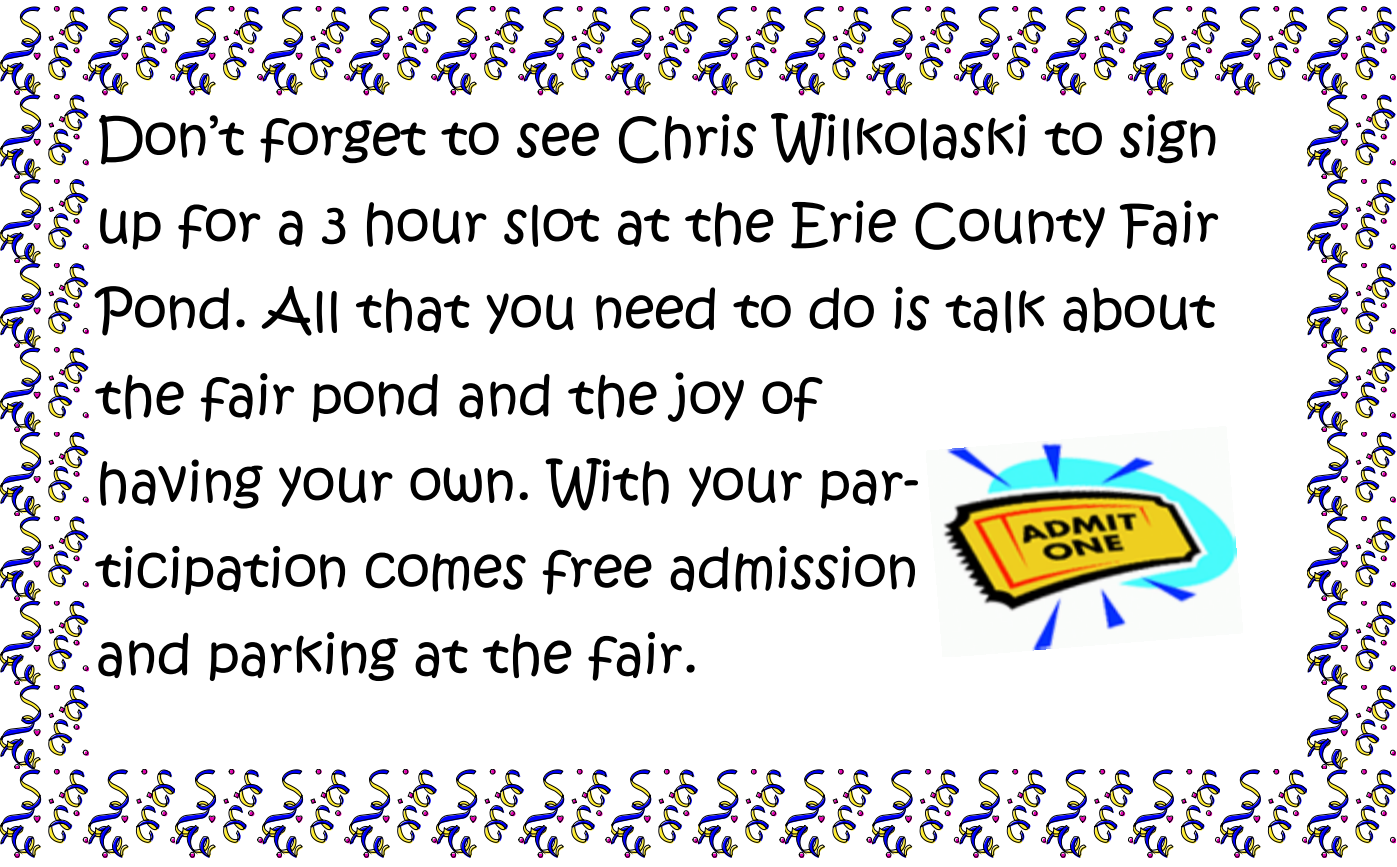 Don't forget to see Chris Wilkolaski to sign
up for a 3 hour slot at the Erie County Fair
Pond. All that you need to do is talk about
the fair pond and the joy of
having your own. With your par-
ticipation comes free admission
and parking at the fair.
ADMIT
ONE